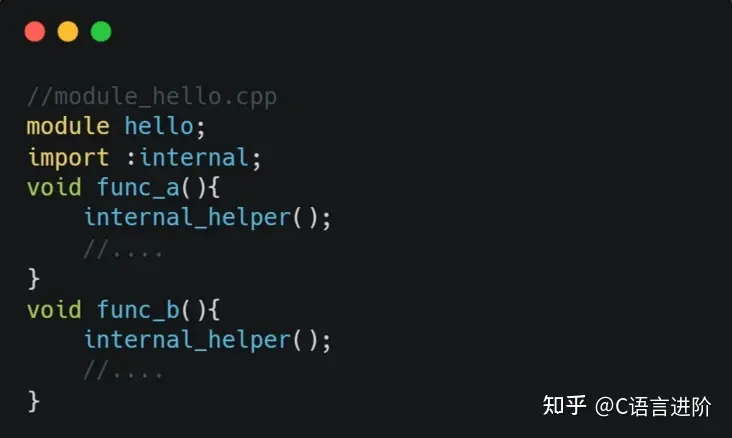 //module_hello.cpp
module hello;
import :internal;
void func_a(){
    internal_helper();
    //....
}
void func_b(){
    internal_helper();
    //....
}
知乎 @C语言进阶